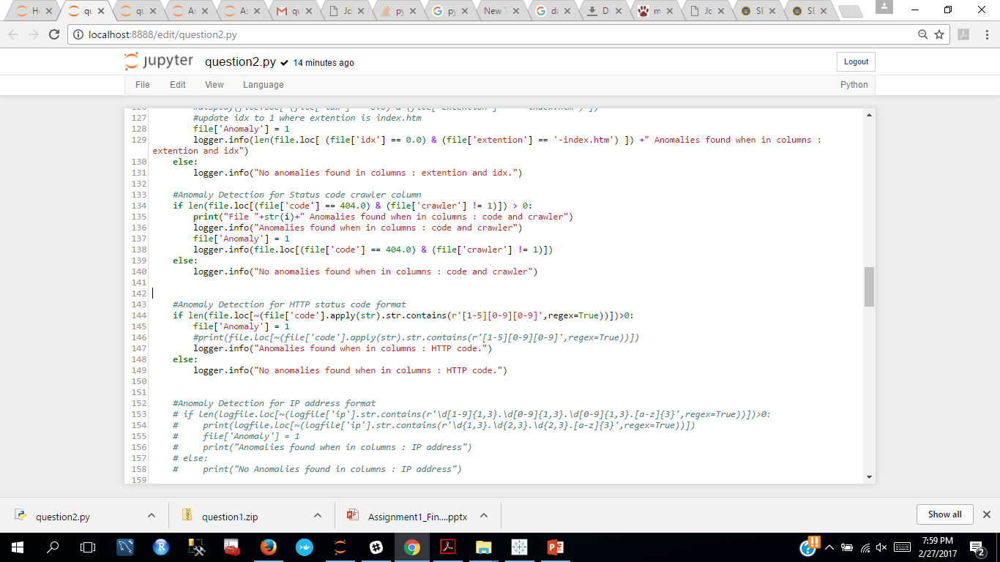 localhost:8888/edit/question2.py
jupyter question2.py 14 minutes ago Logout
File Edit View Language Python
127 #update idx to 1 where extention is index.htm
128 file['Anomaly'] = 1
129 logger.info(len(file.loc[ (file['idx'] == 0.0) & (file['extention'] == '-index.htm') ]) +" Anomalies found when in columns :
extention and idx")
130 else:
131 logger.info("No anomalies found in columns : extention and idx.")
132
133 #Anomaly Detection for Status code crawler column
134 if len(file.loc[(file['code'] == 404.0) & (file['crawler'] != 1)]) > 0:
135 print("File "+str(i)+" Anomalies found when in columns : code and crawler")
136 logger.info("Anomalies found when in columns : code and crawler")
137 file['Anomaly'] = 1
138 logger.info(file.loc[(file['code'] == 404.0) & (file['crawler'] != 1)])
139 else:
140 logger.info("No anomalies found when in columns : code and crawler")
141
142
143 #Anomaly Detection for HTTP status code format
144 if len(file.loc[~(file['code'].apply(str).str.contains(r'[1-5][0-9][0-9]',regex=True))])>0:
145 file['Anomaly'] = 1
146 #print(file.loc[~(file['code'].apply(str).str.contains(r'[1-5][0-9][0-9]',regex=True))])
147 logger.info("Anomalies found when in columns : HTTP code.")
148 else:
149 logger.info("No anomalies found when in columns : HTTP code.")
150
151
152 #Anomaly Detection for IP address format
153 # if len(logfile.loc[~(logfile['ip'].str.contains(r'\d[1-9]{1,3}.\d[0-9]{1,3}.\d[0-9]{1,3}.[a-z]{3}',regex=True))])>0:
154 # print(logfile.loc[~(logfile['ip'].str.contains(r'\d{1,3}.\d{2,3}.\d{2,3}.[a-z]{3}',regex=True))])
155 # file['Anomaly'] = 1
156 # print("Anomalies found when in columns : IP address")
157 # else:
158 # print("No Anomalies found in columns : IP address")
159
question2.py question1.zip Assignment1_Fin....pptx Show all
7:59 PM
2/27/2017 2